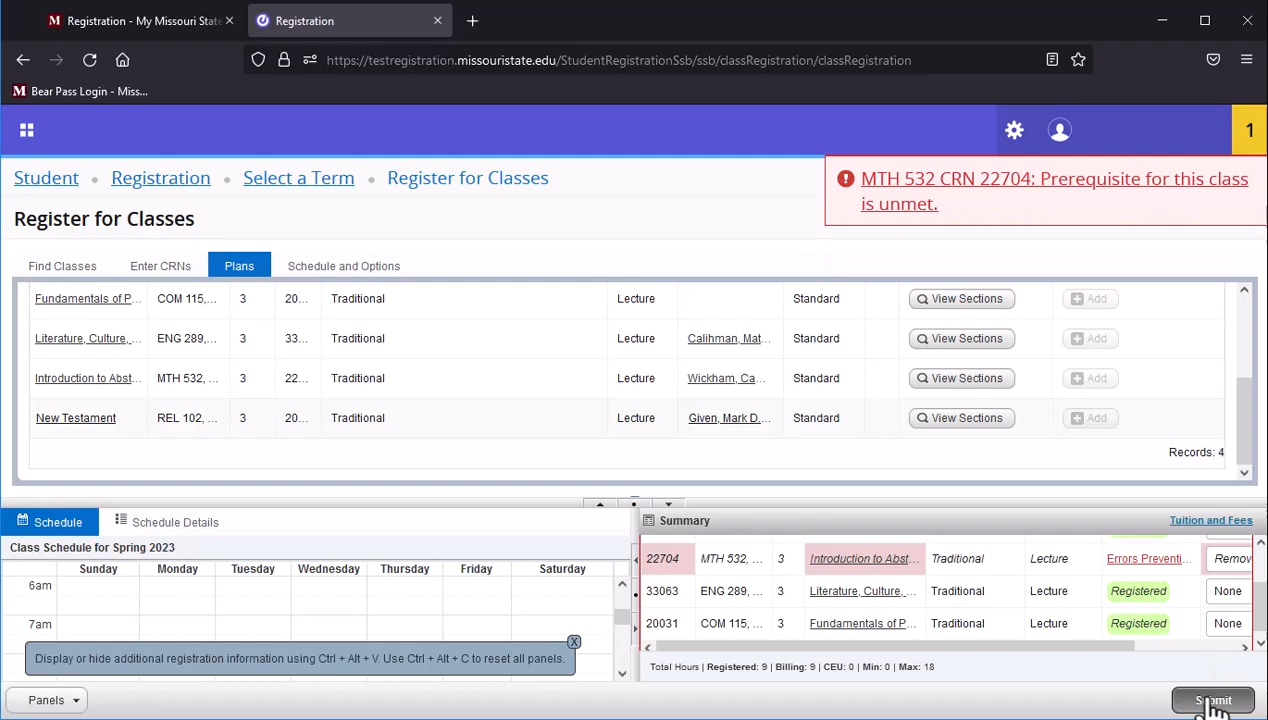 Registration - My Missouri State
Registration
https://testregistration.missouristate.edu/StudentRegistrationSsb/ssb/classRegistration/classRegistration
M Bear Pass Login - Miss...
1
Student • Registration • Select a Term • Register for Classes
MTH 532 CRN 22704: Prerequisite for this class
is unmet.
Register for Classes
Find Classes Enter CRNs Plans Schedule and Options
Fundamentals of P... COM 115,... 3 20... Traditional Lecture Standard View Sections Add
Literature, Culture, ... ENG 289,... 3 33... Traditional Lecture Calihman, Mat... Standard View Sections Add
Introduction to Abst... MTH 532, ... 3 22... Traditional Lecture Wickham, Ca... Standard View Sections Add
New Testament REL 102, ... 3 20... Traditional Lecture Given, Mark D.... Standard View Sections Add
Records: 4
Schedule Schedule Details
Class Schedule for Spring 2023
Sunday Monday Tuesday Wednesday Thursday Friday Saturday
6am
7am
Display or hide additional registration information using Ctrl + Alt + V. Use Ctrl + Alt + C to reset all panels. X
Summary Tuition and Fees
22704 MTH 532, ... 3 Introduction to Abst... Traditional Lecture Errors Preventi... Remov
33063 ENG 289, ... 3 Literature, Culture, ... Traditional Lecture Registered None
20031 COM 115, ... 3 Fundamentals of P... Traditional Lecture Registered None
Total Hours | Registered: 9 | Billing: 9 | CEU: 0 | Min: 0 | Max: 18
Panels
Submit